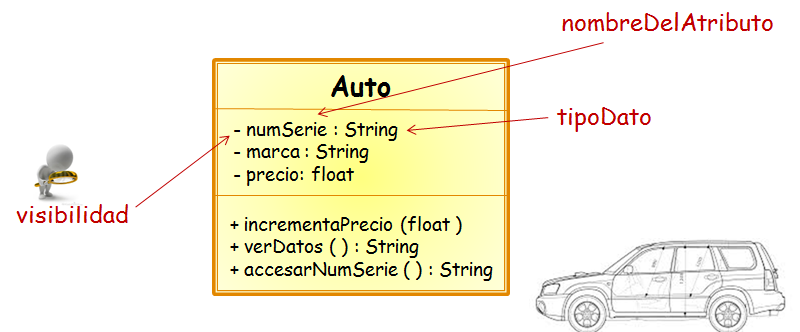 nombreDelAtributo
Auto
tipoDato
- numSerie : String
- marca : String
- precio: float
visibilidad
+ incrementaPrecio (float )
+ verDatos ( ) : String
+ accesarNumSerie ( ) : String